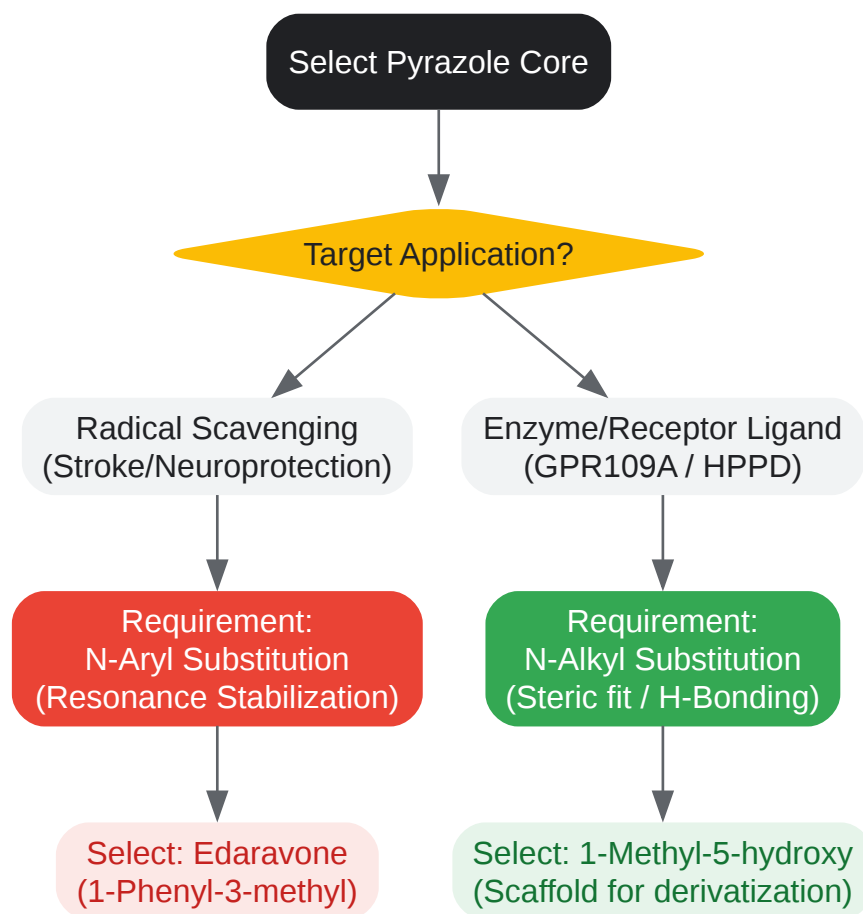 Select Pyrazole Core
Target Application?
Radical Scavenging
(Stroke/Neuroprotection)
Enzyme/Receptor Ligand
(GPR109A / HPPD)
Requirement:
N-Aryl Substitution
(Resonance Stabilization)
Requirement:
N-Alkyl Substitution
(Steric fit / H-Bonding)
Select: Edaravone
(1-Phenyl-3-methyl)
Select: 1-Methyl-5-hydroxy
(Scaffold for derivatization)